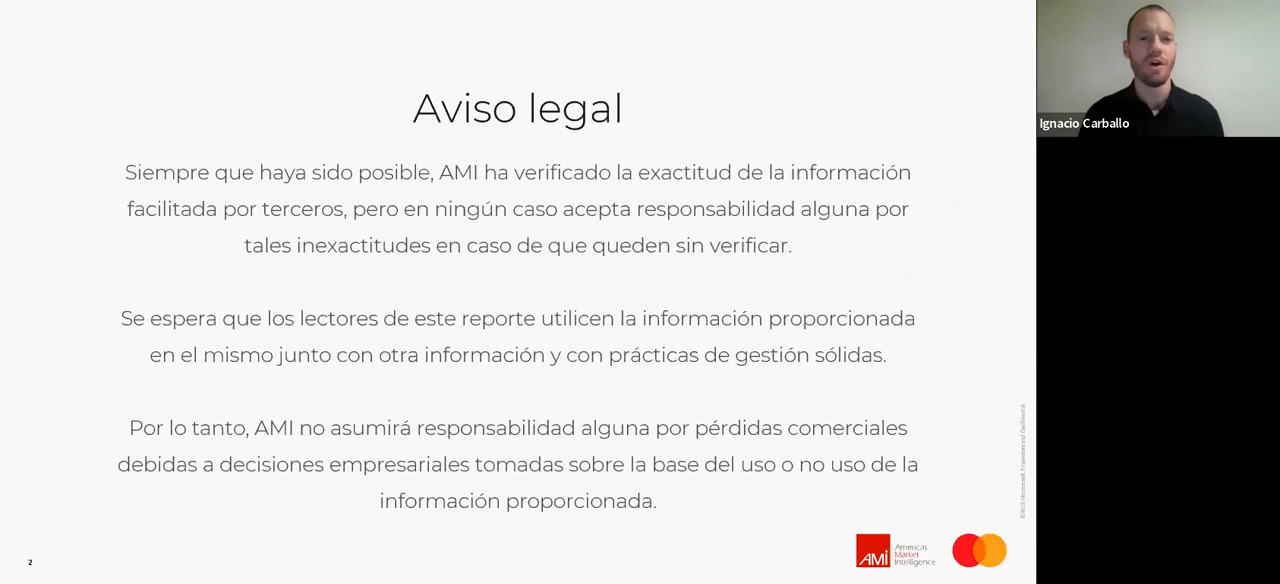 Aviso legal
Siempre que haya sido posible, AMI ha verificado la exactitud de la información
facilitada por terceros, pero en ningún caso acepta responsabilidad alguna por
tales inexactitudes en caso de que queden sin verificar.
Se espera que los lectores de este reporte utilicen la información proporcionada
en el mismo junto con otra información y con prácticas de gestión sólidas.
Por lo tanto, AMI no asumirá responsabilidad alguna por pérdidas comerciales
debidas a decisiones empresariales tomadas sobre la base del uso o no uso de la
información proporcionada.
2
AMI
Americas
Market
Intelligence
Ignacio Carballo